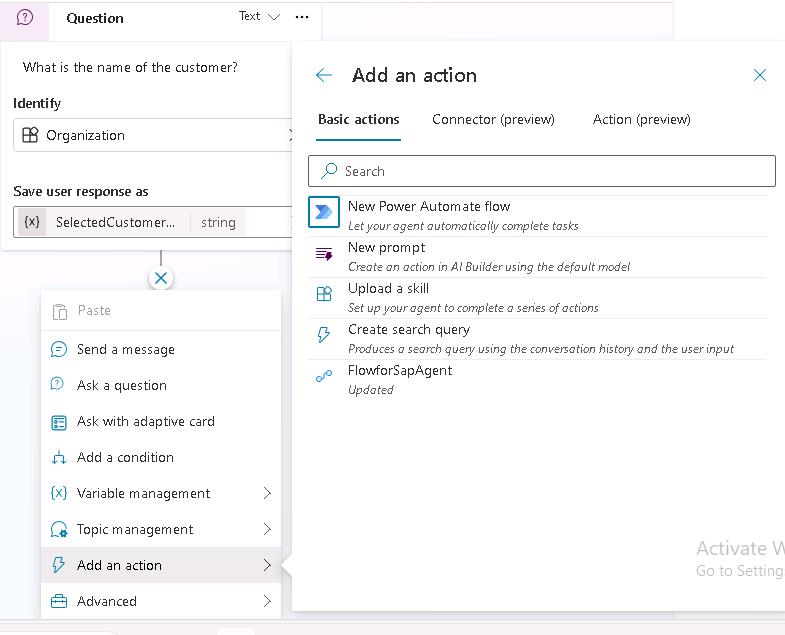 Question
Text
What is the name of the customer?
Identify
Organization
Save user response as
{x} SelectedCustomer... string
Paste
Send a message
Ask a question
Ask with adaptive card
Add a condition
{x} Variable management
Topic management
Add an action
Advanced
Add an action
Basic actions Connector (preview) Action (preview)
Search
New Power Automate flow
Let your agent automatically complete tasks
New prompt
Create an action in AI Builder using the default model
Upload a skill
Set up your agent to complete a series of actions
Create search query
Produces a search query using the conversation history and the user input
FlowforSapAgent
Updated
Activate W
Go to Setting